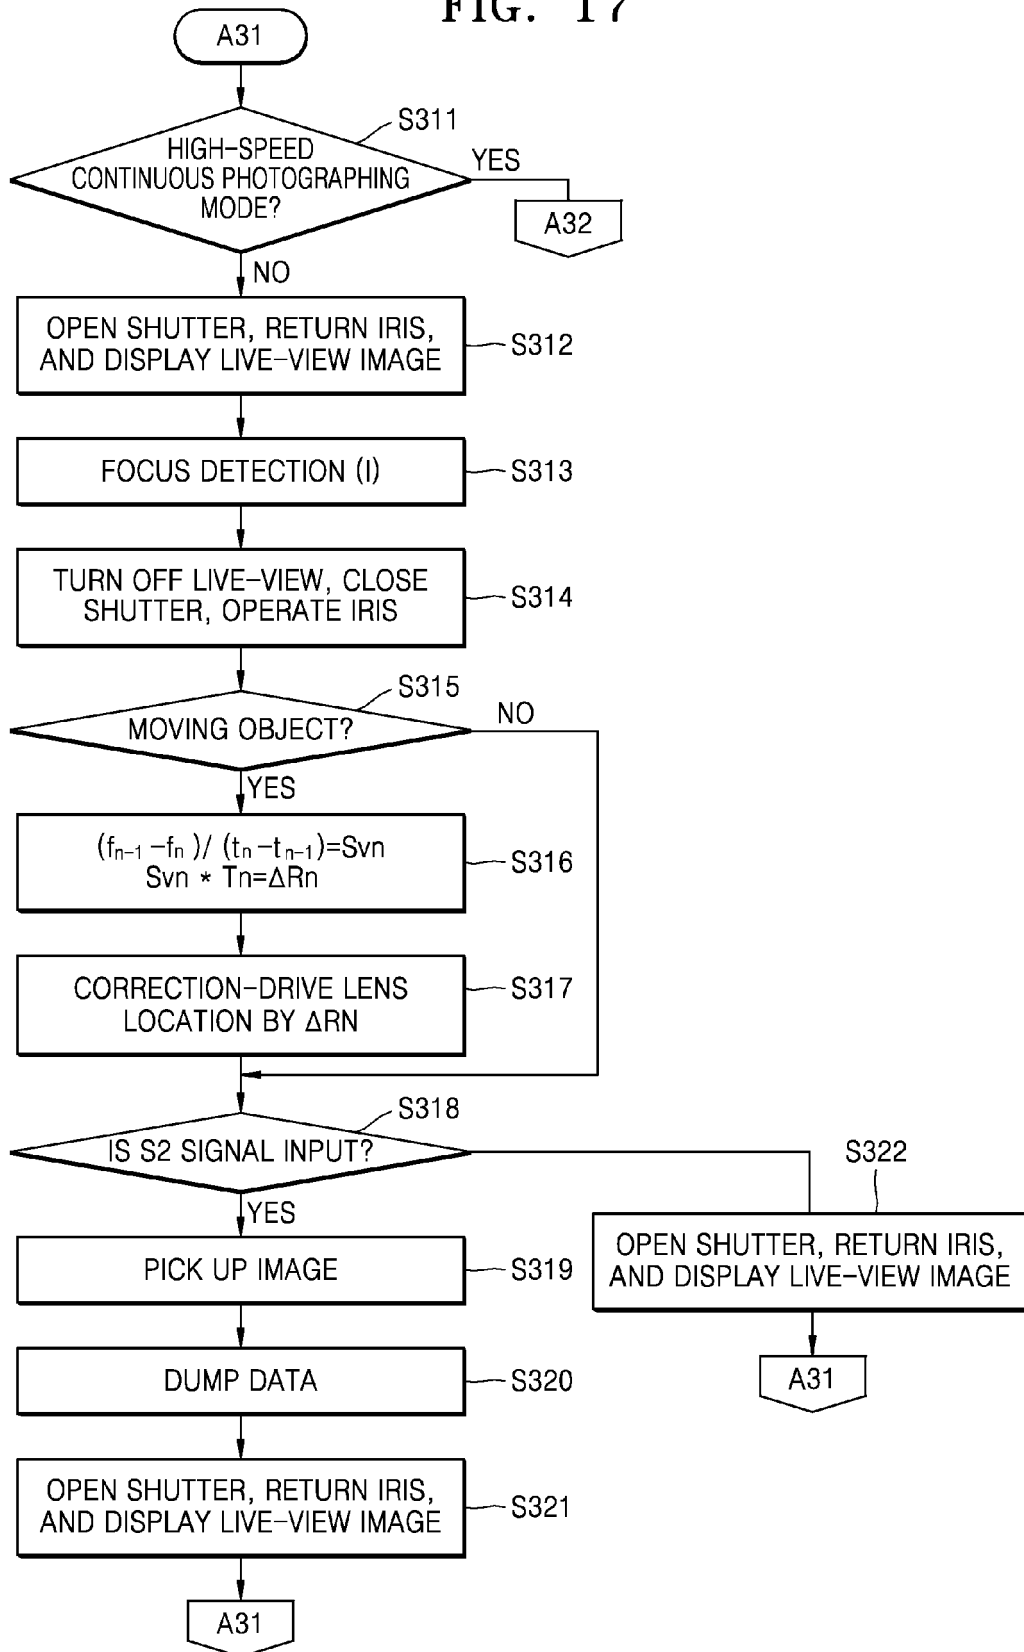 FIG. 17
A31
S311
HIGH-SPEED
CONTINUOUS PHOTOGRAPHING
MODE?
YES
A32
NO
OPEN SHUTTER, RETURN IRIS,
AND DISPLAY LIVE-VIEW IMAGE
S312
FOCUS DETECTION (I)
S313
TURN OFF LIVE-VIEW, CLOSE
SHUTTER, OPERATE IRIS
S314
S315
MOVING OBJECT?
NO
YES
(fn-1 -fn )/ (tn -tn-1)=Svn
Svn * Tn=ΔRn
S316
CORRECTION-DRIVE LENS
LOCATION BY ΔRN
S317
S318
IS S2 SIGNAL INPUT?
YES
S322
OPEN SHUTTER, RETURN IRIS,
AND DISPLAY LIVE-VIEW IMAGE
A31
PICK UP IMAGE
S319
DUMP DATA
S320
OPEN SHUTTER, RETURN IRIS,
AND DISPLAY LIVE-VIEW IMAGE
S321
A31